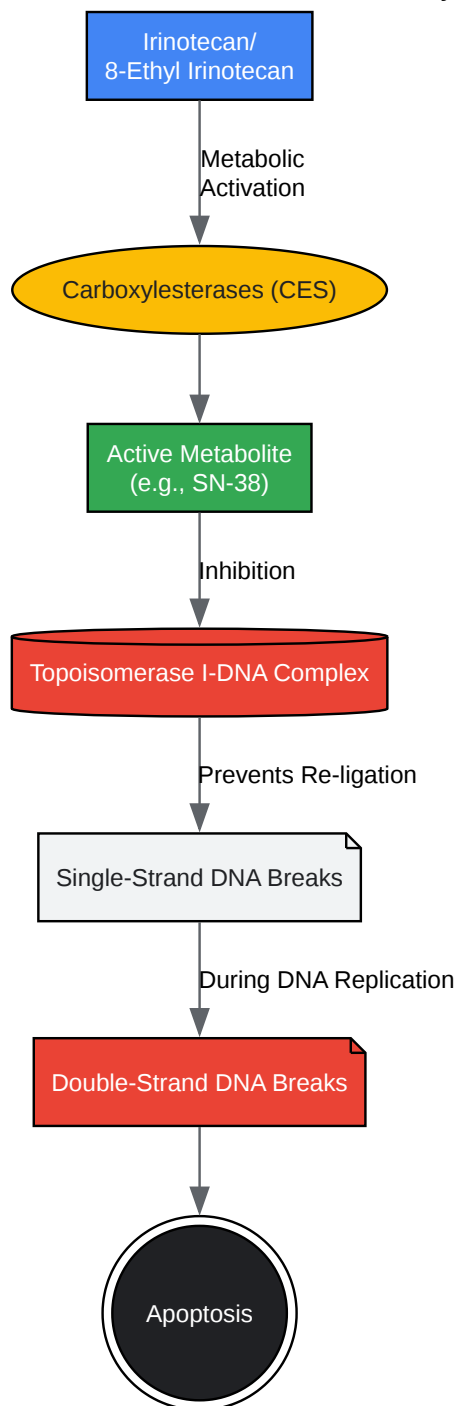 Irinotecan/
8-Ethyl Irinotecan
Metabolic
Activation
Carboxylesterases (CES)
Active Metabolite
(e.g., SN-38)
Inhibition
Topoisomerase I-DNA Complex
Prevents Re-ligation
Single-Strand DNA Breaks
During DNA Replication
Double-Strand DNA Breaks
Apoptosis